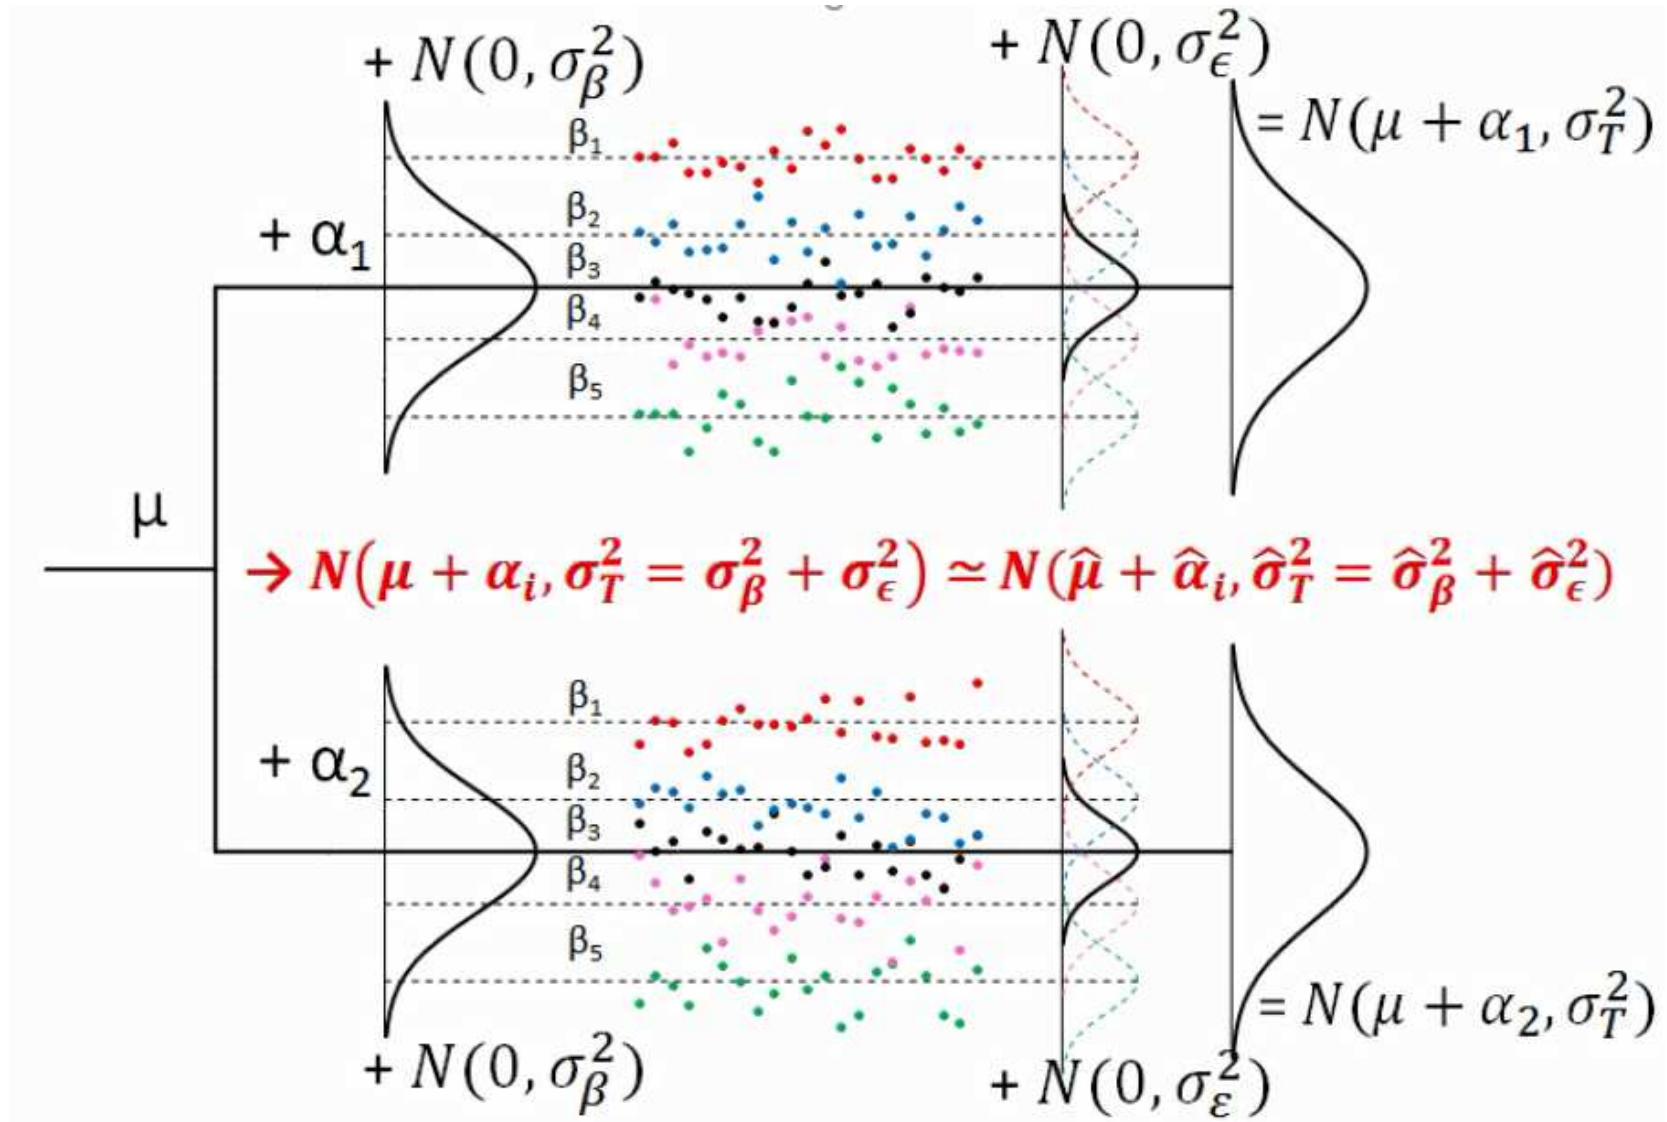 + N(0, σ_β^2)
+ N(0, σ_ϵ^2)
= N(μ + α_1, σ_T^2)
β_1
β_2
+ α_1
β_3
β_4
β_5
μ
→ N(μ + α_i, σ_T^2 = σ_β^2 + σ_ϵ^2) ≃ N(μ̂ + α̂_i, σ̂_T^2 = σ̂_β^2 + σ̂_ϵ^2)
β_1
β_2
+ α_2
β_3
β_4
β_5
= N(μ + α_2, σ_T^2)
+ N(0, σ_β^2)
+ N(0, σ_ε^2)